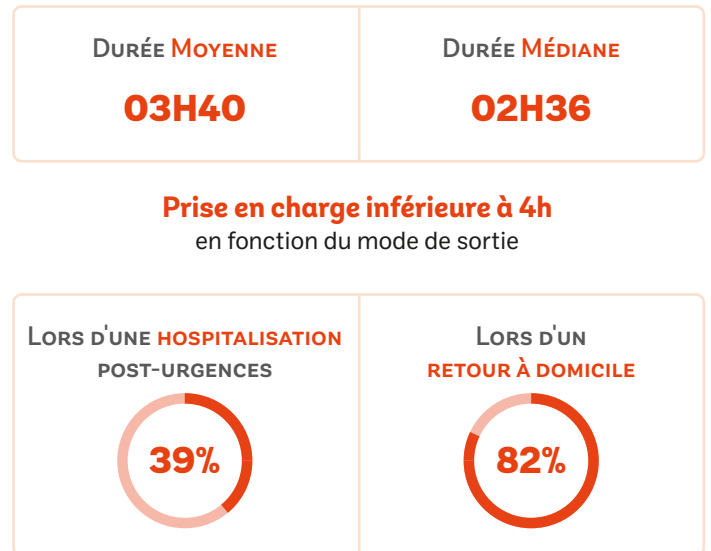 Durée Moyenne
03H40
Durée Médiane
02H36
Prise en charge inférieure à 4h
en fonction du mode de sortie
Lors d'une hospitalisation
post-urgences
39%
Lors d'un
retour à domicile
82%